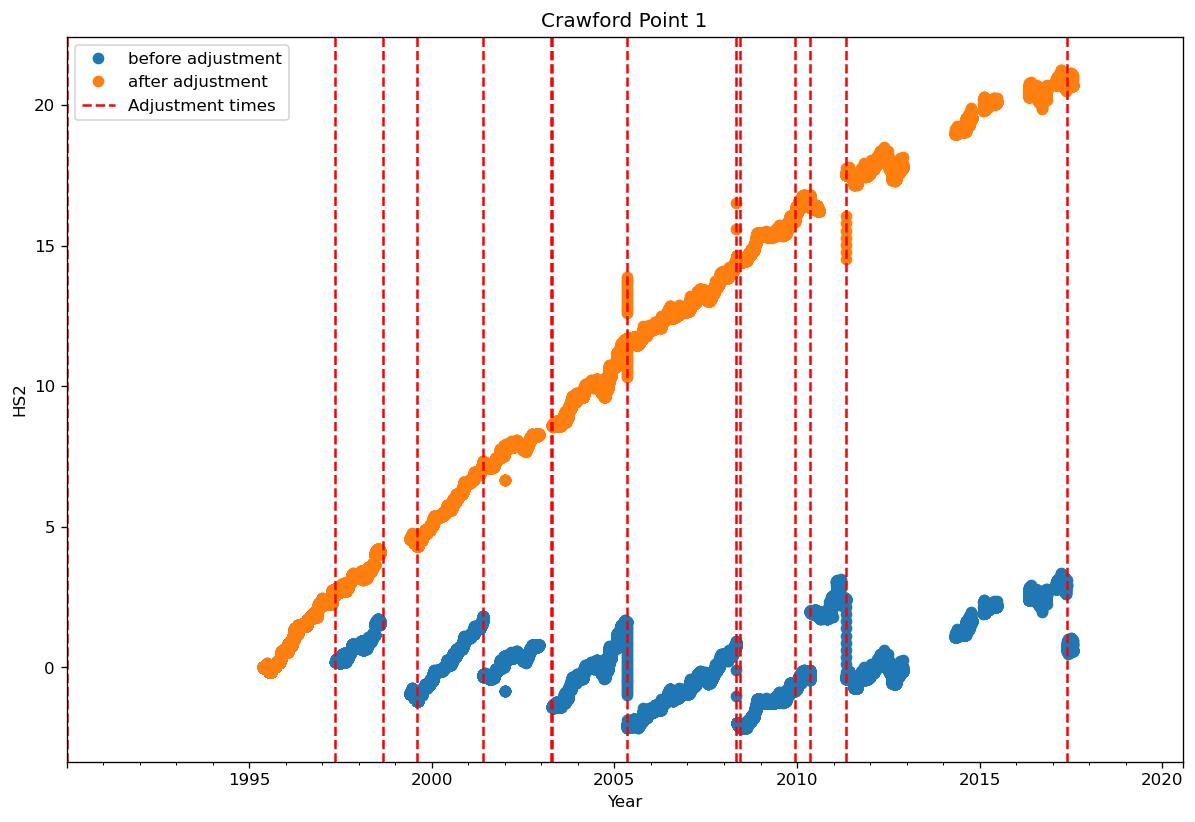 Crawford Point 1
before adjustment
after adjustment
Adjustment times
20
15
10
5
0
HS2
1995
2000
2005
2010
2015
2020
Year